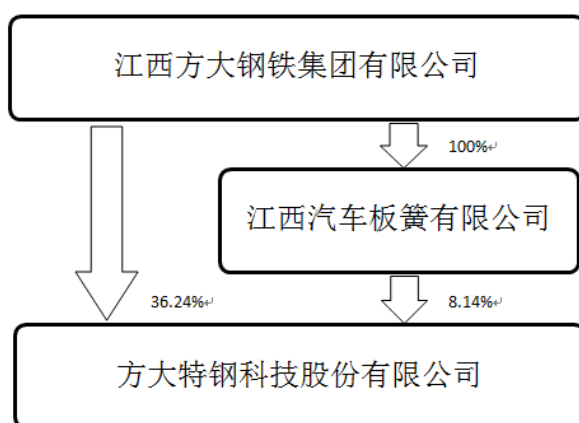 江西方大钢铁集团有限公司
100%↵
江西汽车板簧有限公司
36.24%↵
8.14%↵
方大特钢科技股份有限公司